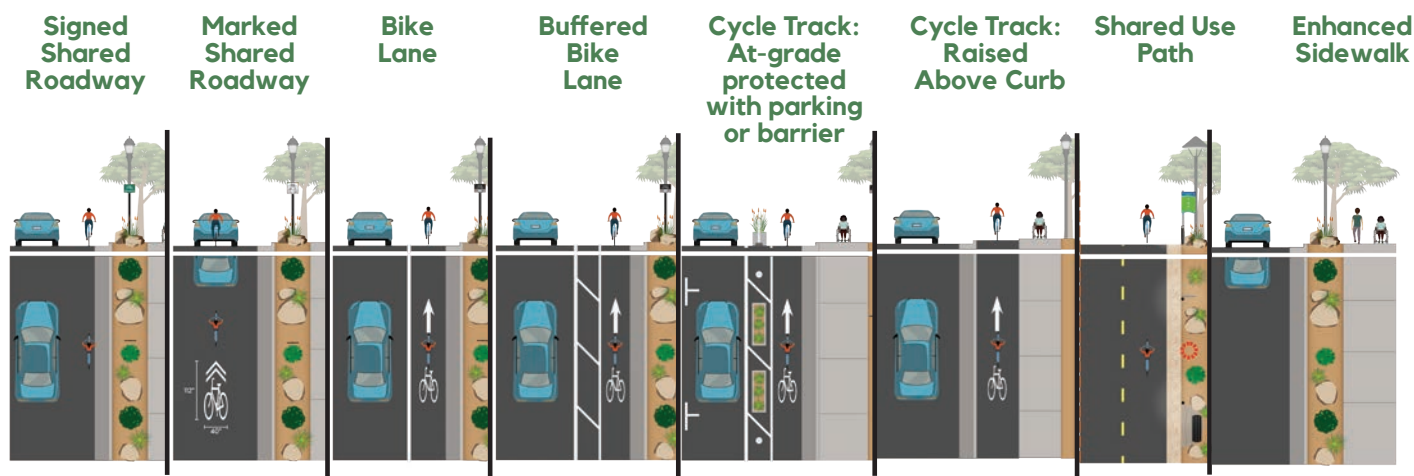 Signed
Shared
Roadway
Marked
Shared
Roadway
Bike
Lane
Buffered
Bike
Lane
Cycle Track:
At-grade
protected
with parking
or barrier
Cycle Track:
Raised
Above Curb
Shared Use
Path
Enhanced
Sidewalk
40"